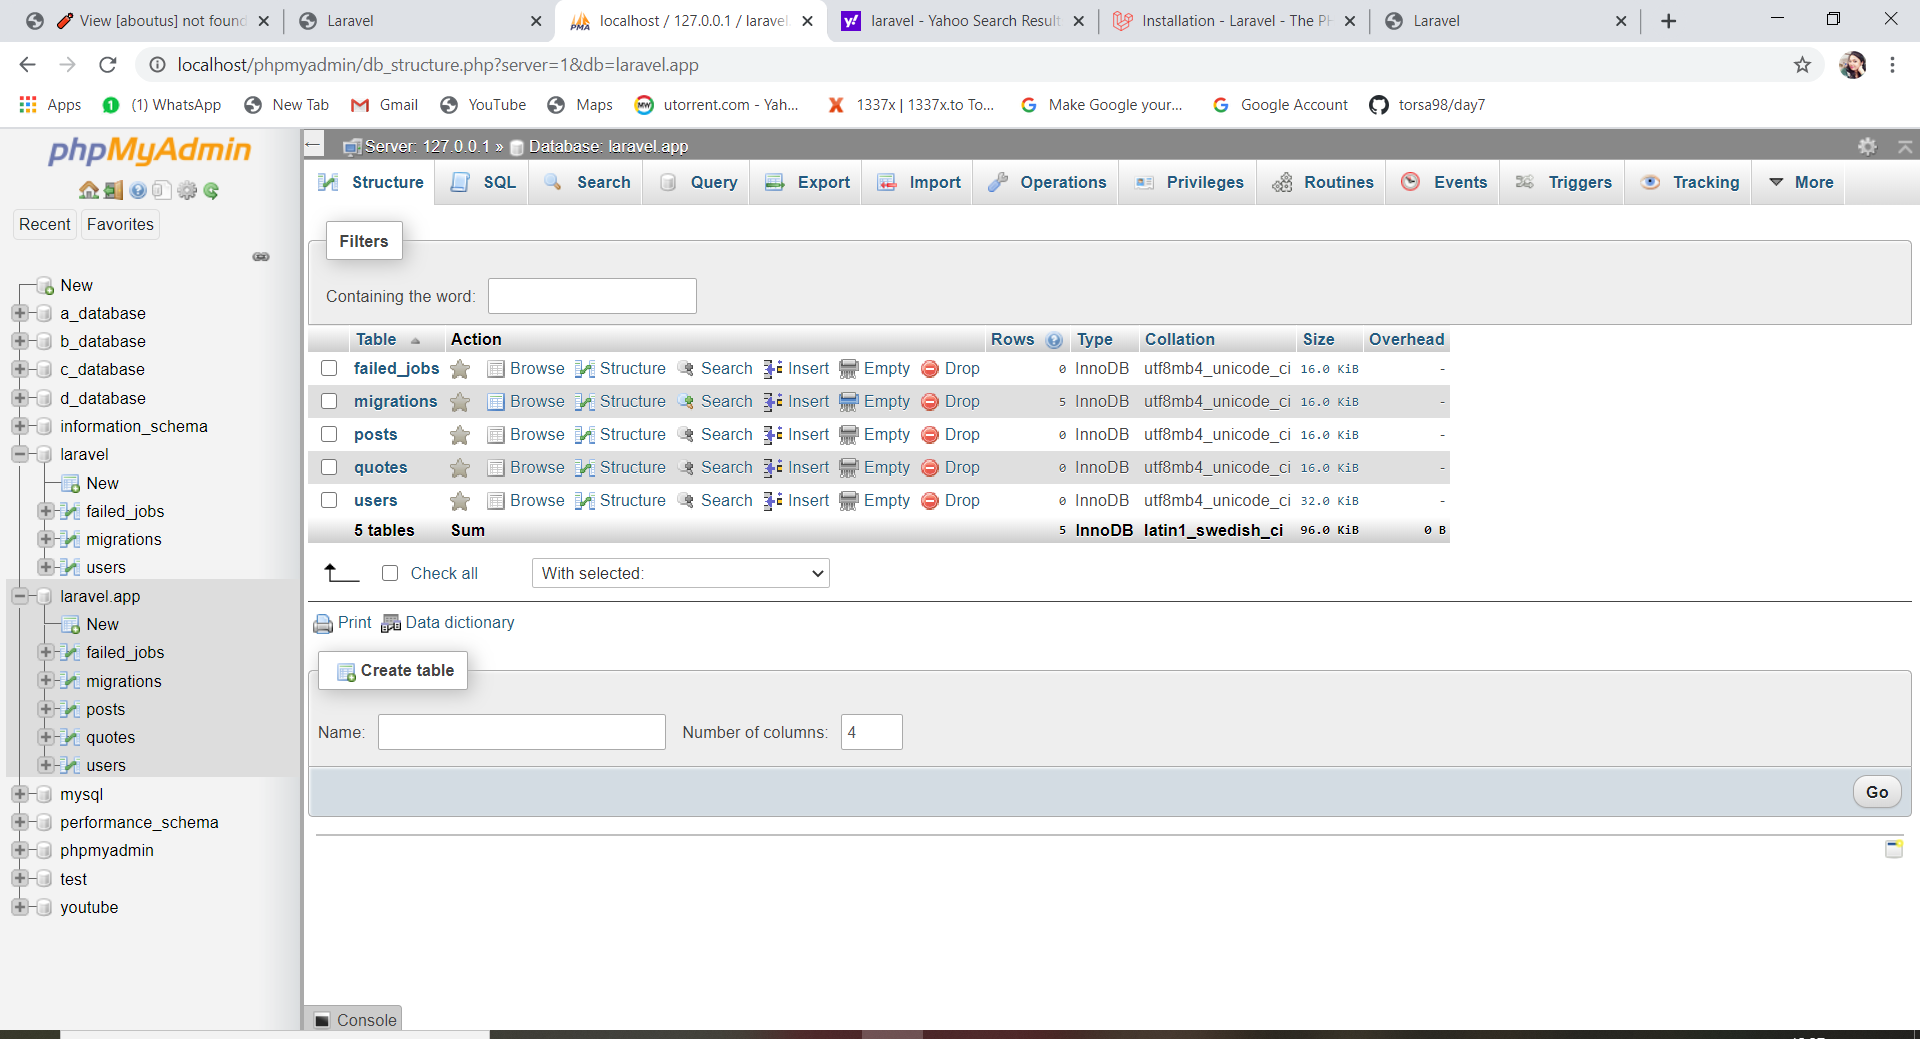 View [aboutus] not found
Laravel
localhost / 127.0.0.1 / laravel.
laravel - Yahoo Search Result
Installation - Laravel - The PH
Laravel
localhost/phpmyadmin/db_structure.php?server=1&db=laravel.app
Apps
(1) WhatsApp
New Tab
Gmail
YouTube
Maps
utorrent.com - Yah...
1337x | 1337x.to To...
Make Google your...
Google Account
torsa98/day7
phpMyAdmin
Recent
Favorites
New
a_database
b_database
c_database
d_database
information_schema
laravel
New
failed_jobs
migrations
users
laravel.app
New
failed_jobs
migrations
posts
quotes
users
mysql
performance_schema
phpmyadmin
test
youtube
Server: 127.0.0.1 » Database: laravel.app
Structure SQL Search Query Export Import Operations Privileges Routines Events Triggers Tracking More
Filters
Containing the word:
Table Action Rows Type Collation Size Overhead
failed_jobs Browse Structure Search Insert Empty Drop 0 InnoDB utf8mb4_unicode_ci 16.0 KiB -
migrations Browse Structure Search Insert Empty Drop 5 InnoDB utf8mb4_unicode_ci 16.0 KiB -
posts Browse Structure Search Insert Empty Drop 0 InnoDB utf8mb4_unicode_ci 16.0 KiB -
quotes Browse Structure Search Insert Empty Drop 0 InnoDB utf8mb4_unicode_ci 16.0 KiB -
users Browse Structure Search Insert Empty Drop 0 InnoDB utf8mb4_unicode_ci 32.0 KiB -
5 tables Sum 5 InnoDB latin1_swedish_ci 96.0 KiB 0 B
Check all With selected:
Print Data dictionary
Create table
Name: Number of columns: 4
Go
Console